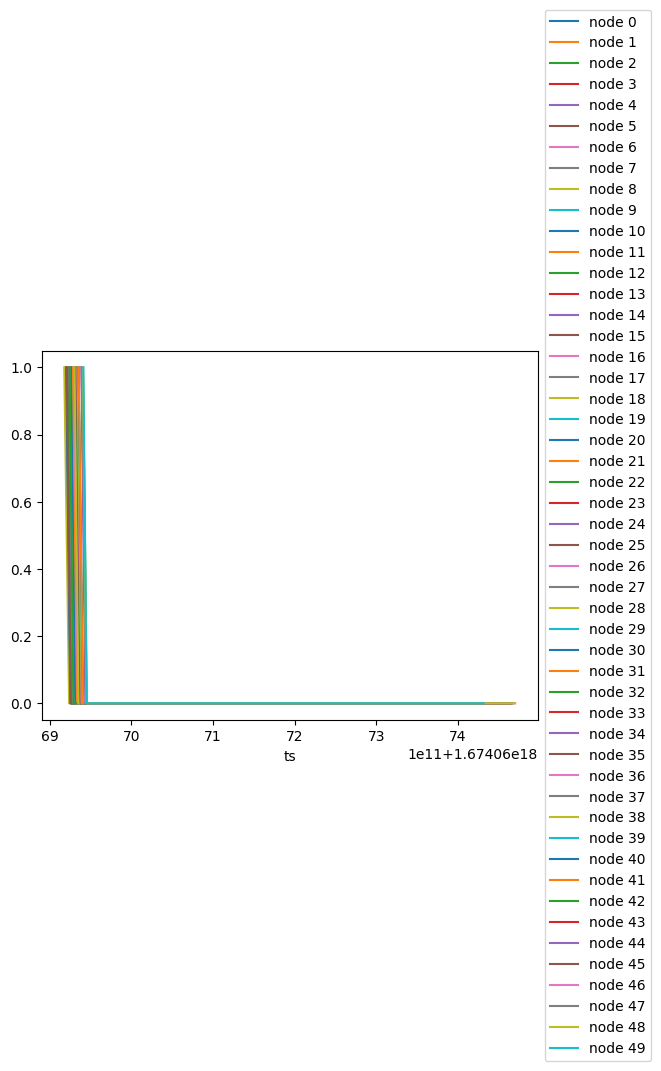 1.0
0.8
0.6
0.4
0.2
0.0
69 70 71 72 73 74
ts
1e11+1.67406e18
node 0
node 1
node 2
node 3
node 4
node 5
node 6
node 7
node 8
node 9
node 10
node 11
node 12
node 13
node 14
node 15
node 16
node 17
node 18
node 19
node 20
node 21
node 22
node 23
node 24
node 25
node 26
node 27
node 28
node 29
node 30
node 31
node 32
node 33
node 34
node 35
node 36
node 37
node 38
node 39
node 40
node 41
node 42
node 43
node 44
node 45
node 46
node 47
node 48
node 49